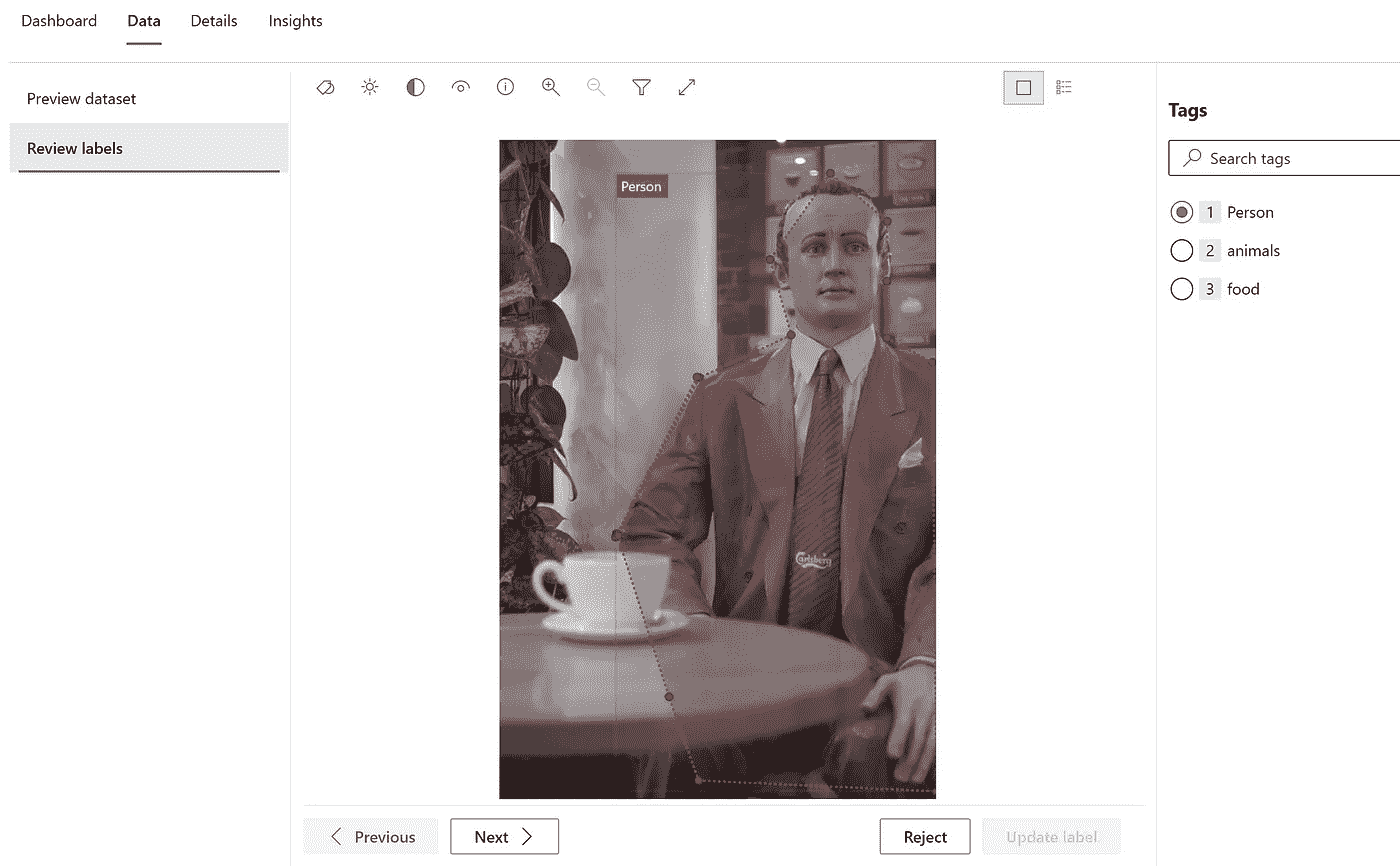 Dashboard Data Details Insights
Preview dataset
Review labels
Person
Carlsberg
Previous
Next
Reject
Update label
Tags
Search tags
1 Person
2 animals
3 food